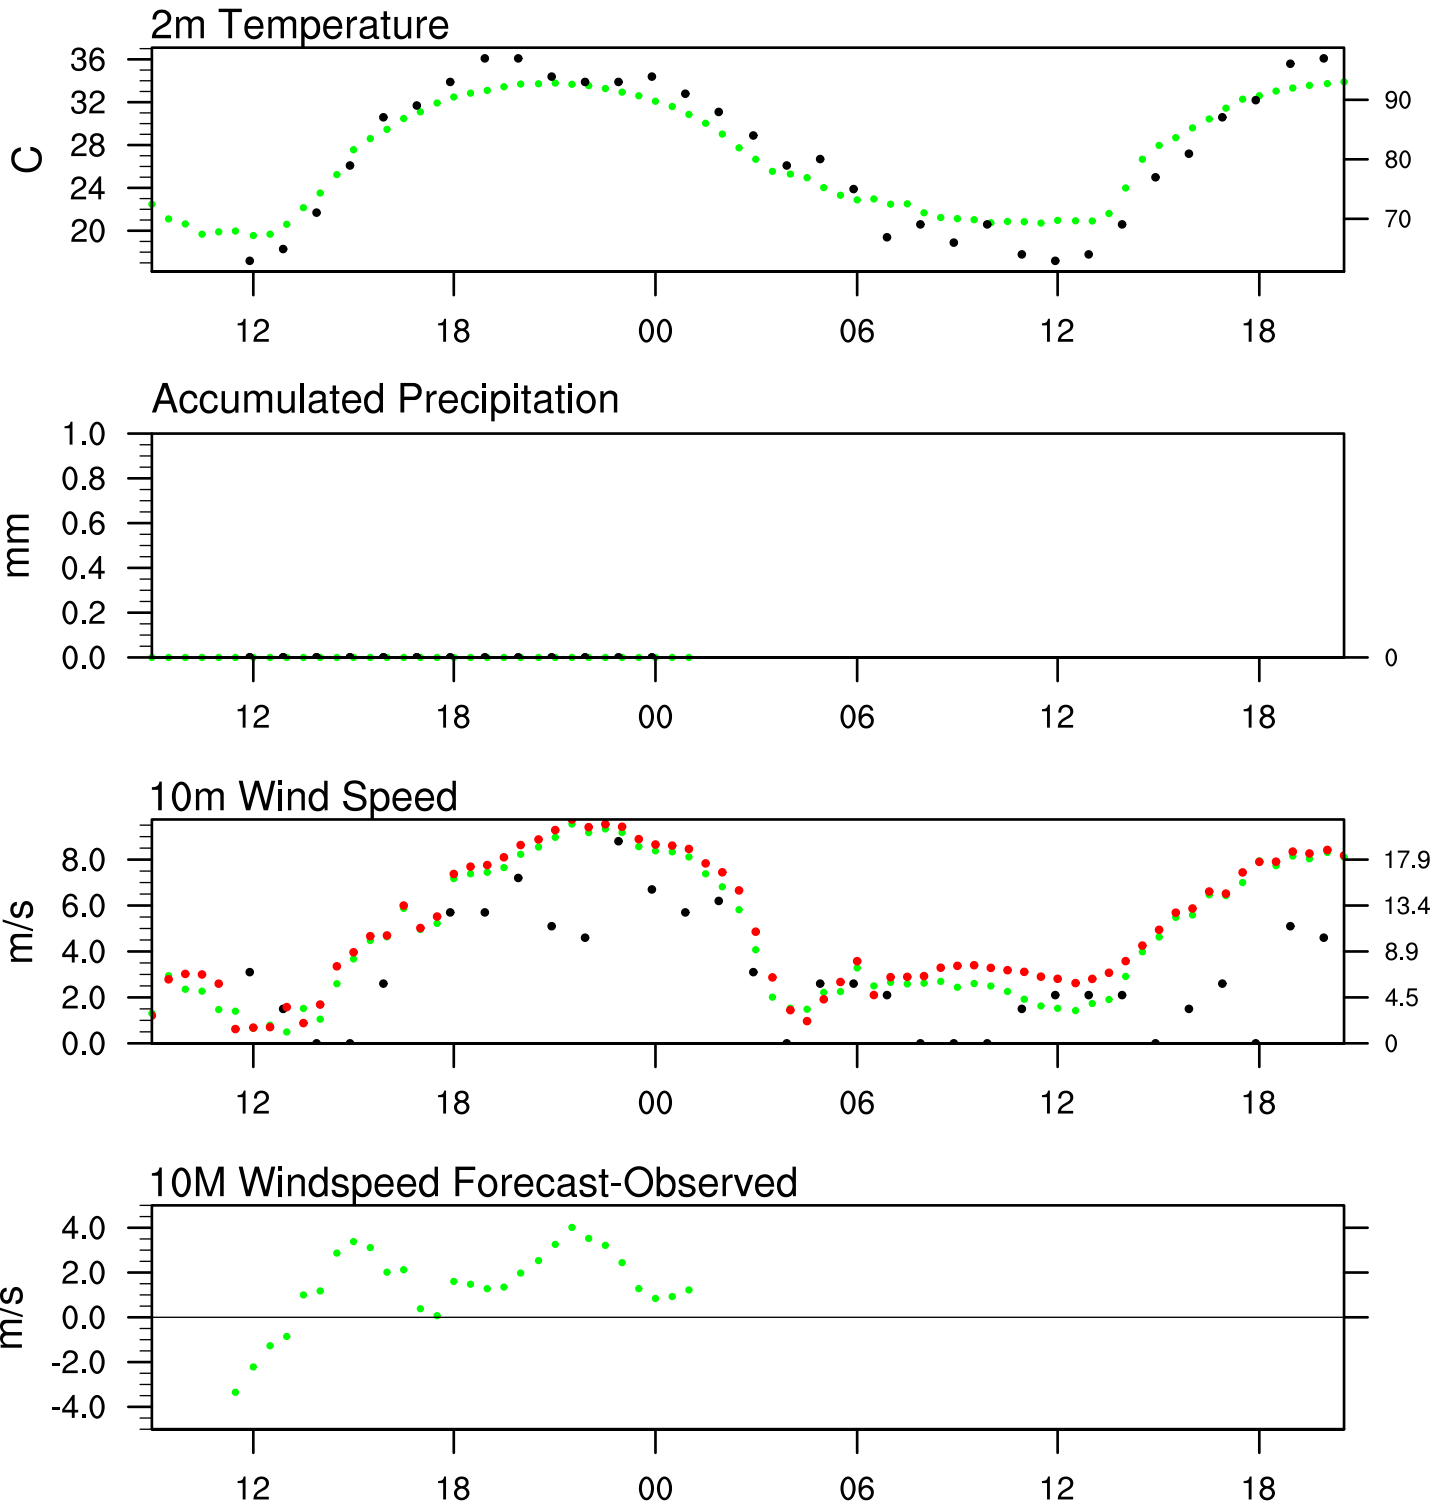 2m Temperature
36
32
28
24
20
C
90
80
70
12 18 00 06 12 18
Accumulated Precipitation
1.0
0.8
0.6
0.4
0.2
0.0
mm
0
12 18 00 06 12 18
10m Wind Speed
8.0
6.0
4.0
2.0
0.0
m/s
17.9
13.4
8.9
4.5
0
12 18 00 06 12 18
10M Windspeed Forecast-Observed
4.0
2.0
0.0
-2.0
-4.0
m/s
12 18 00 06 12 18